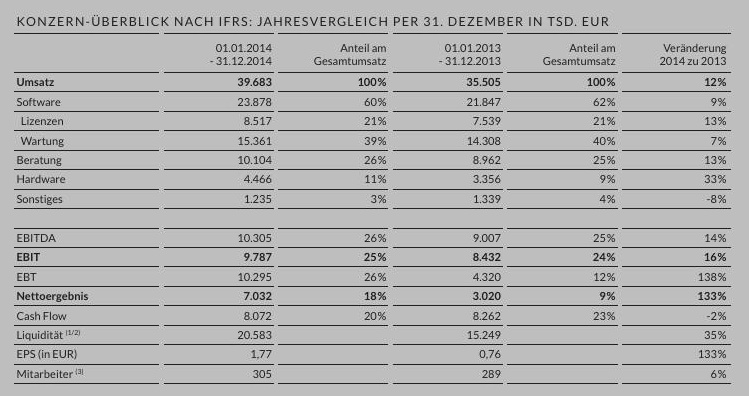 KONZERN-ÜBERBLICK NACH IFRS: JAHRESVERGLEICH PER 31. DEZEMBER IN TSD. EUR
01.01.2014 - 31.12.2014 Anteil am Gesamtumsatz 01.01.2013 - 31.12.2013 Anteil am Gesamtumsatz Veränderung 2014 zu 2013
Umsatz 39.683 100% 35.505 100% 12%
Software 23.878 60% 21.847 62% 9%
Lizenzen 8.517 21% 7.539 21% 13%
Wartung 15.361 39% 14.308 40% 7%
Beratung 10.104 26% 8.962 25% 13%
Hardware 4.466 11% 3.356 9% 33%
Sonstiges 1.235 3% 1.339 4% -8%
EBITDA 10.305 26% 9.007 25% 14%
EBIT 9.787 25% 8.432 24% 16%
EBT 10.295 26% 4.320 12% 138%
Nettoergebnis 7.032 18% 3.020 9% 133%
Cash Flow 8.072 20% 8.262 23% -2%
Liquidität (1/2) 20.583 15.249 35%
EPS (in EUR) 1,77 0,76 133%
Mitarbeiter (3) 305 289 6%